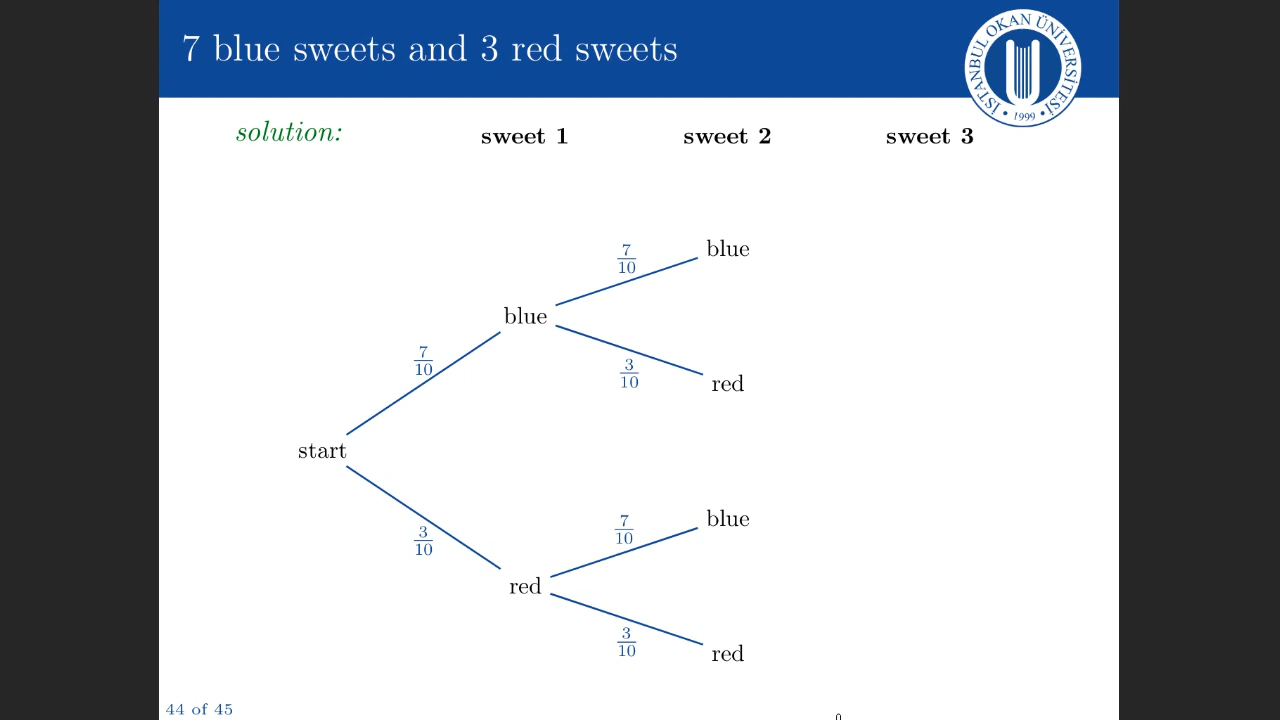 7 blue sweets and 3 red sweets
İSTANBUL OKAN ÜNİVERSİTESİ
• 1999 •
solution:
sweet 1 sweet 2 sweet 3
7/10 blue
blue
3/10 red
7/10
start
3/10
7/10 blue
red
3/10 red
44 of 45
0